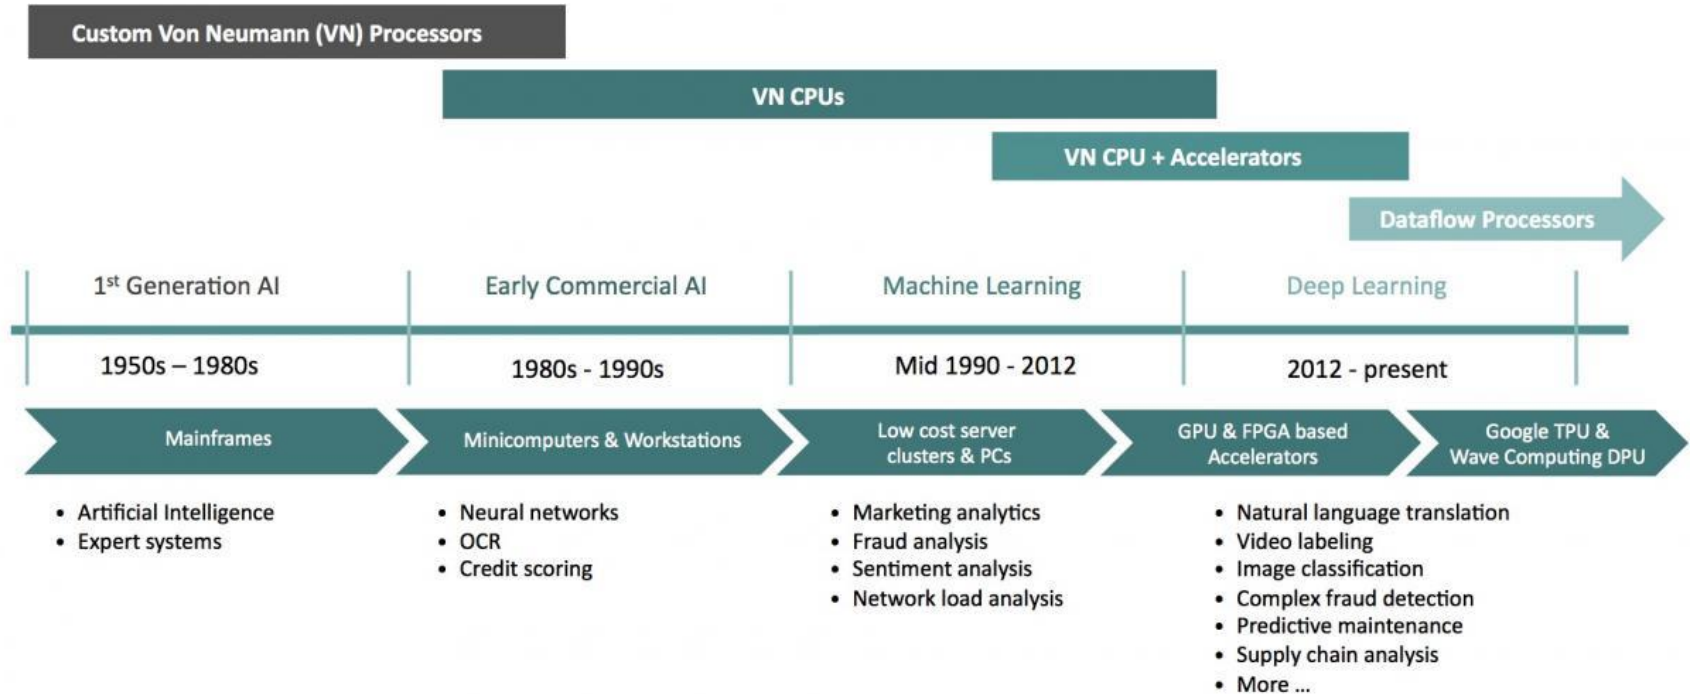 Custom Von Neumann (VN) Processors
VN CPUs
VN CPU + Accelerators
Dataflow Processors
1st Generation AI
Early Commercial AI
Machine Learning
Deep Learning
1950s – 1980s
1980s - 1990s
Mid 1990 - 2012
2012 - present
Mainframes
Minicomputers & Workstations
Low cost server
clusters & PCs
GPU & FPGA based
Accelerators
Google TPU &
Wave Computing DPU
• Artificial Intelligence
• Expert systems
• Neural networks
• OCR
• Credit scoring
• Marketing analytics
• Fraud analysis
• Sentiment analysis
• Network load analysis
• Natural language translation
• Video labeling
• Image classification
• Complex fraud detection
• Predictive maintenance
• Supply chain analysis
• More ...